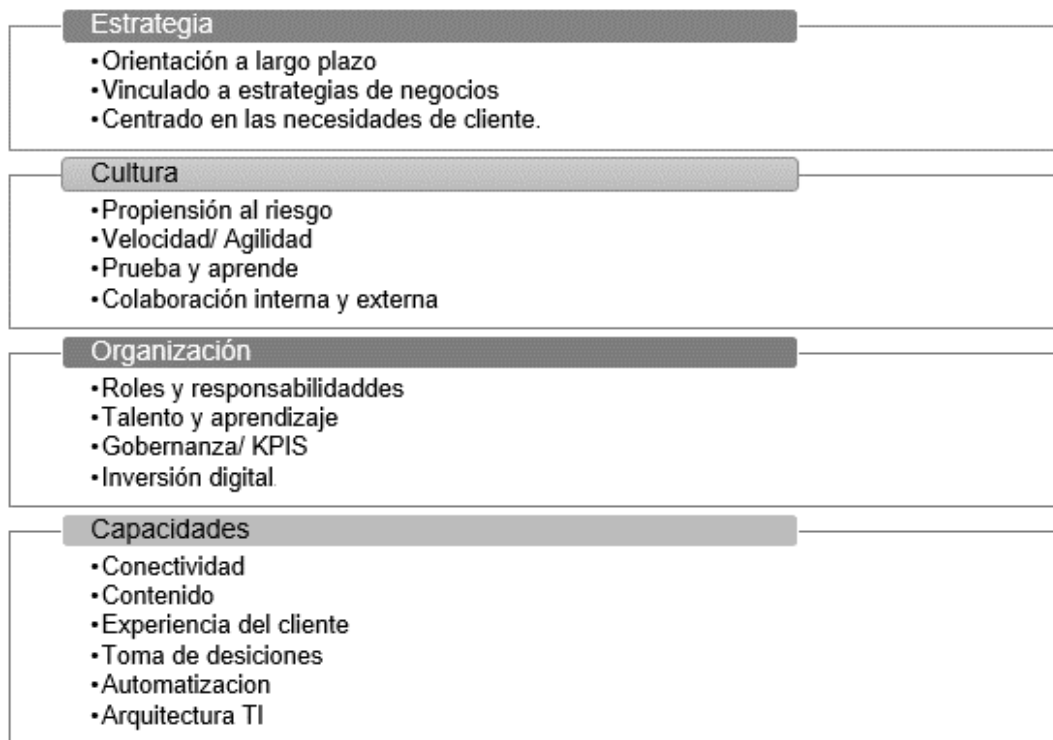 Estrategia
•Orientación a largo plazo
•Vinculado a estrategias de negocios
•Centrado en las necesidades de cliente.
Cultura
•Propiensión al riesgo
•Velocidad/ Agilidad
•Prueba y aprende
•Colaboración interna y externa
Organización
•Roles y responsabilidaddes
•Talento y aprendizaje
•Gobernanza/ KPIS
•Inversión digital.
Capacidades
•Conectividad
•Contenido
•Experiencia del cliente
•Toma de desiciones
•Automatizacion
•Arquitectura TI